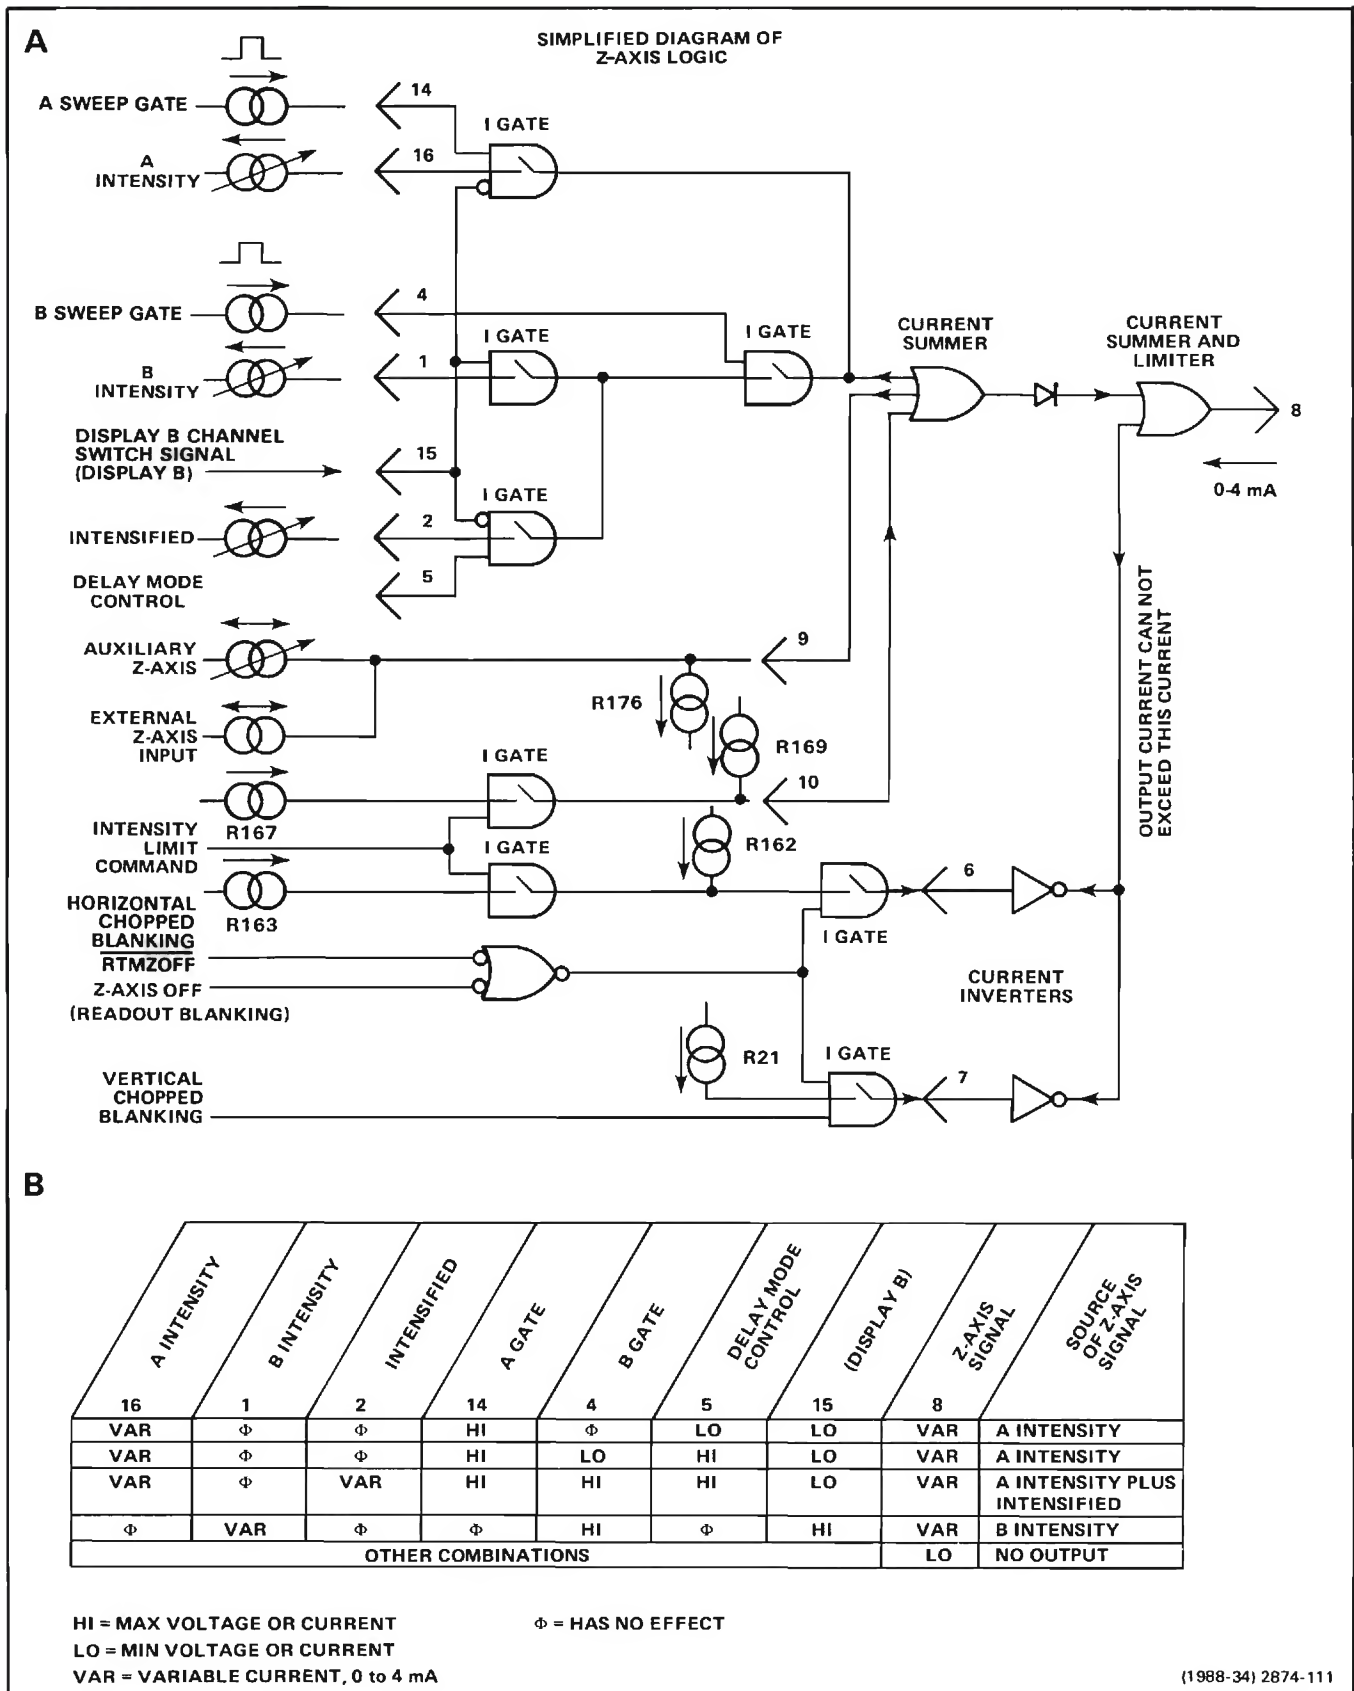 A
SIMPLIFIED DIAGRAM OF
Z-AXIS LOGIC
A SWEEP GATE
14
I GATE
A
INTENSITY
16
B SWEEP GATE
4
I GATE
I GATE
CURRENT
SUMMER
CURRENT
SUMMER AND
LIMITER
B
INTENSITY
1
8
0-4 mA
DISPLAY B CHANNEL
SWITCH SIGNAL
(DISPLAY B)
15
I GATE
INTENSIFIED
2
DELAY MODE
CONTROL
5
OUTPUT CURRENT CAN NOT
EXCEED THIS CURRENT
AUXILIARY
Z-AXIS
9
R176
EXTERNAL
Z-AXIS
INPUT
R169
I GATE
10
R167
INTENSITY
LIMIT
COMMAND
I GATE
R162
6
R163
I GATE
HORIZONTAL
CHOPPED
BLANKING
RTMZOFF
Z-AXIS OFF
(READOUT BLANKING)
CURRENT
INVERTERS
R21
I GATE
7
VERTICAL
CHOPPED
BLANKING
B
A INTENSITY
B INTENSITY
INTENSIFIED
A GATE
B GATE
DELAY MODE
CONTROL
(DISPLAY B)
Z-AXIS
SIGNAL
SOURCE
OF Z-AXIS
SIGNAL
16 1 2 14 4 5 15 8
VAR Φ Φ HI Φ LO LO VAR A INTENSITY
VAR Φ Φ HI LO HI LO VAR A INTENSITY
VAR Φ VAR HI HI HI LO VAR A INTENSITY PLUS
INTENSIFIED
Φ VAR Φ Φ HI Φ HI VAR B INTENSITY
OTHER COMBINATIONS LO NO OUTPUT
HI = MAX VOLTAGE OR CURRENT Φ = HAS NO EFFECT
LO = MIN VOLTAGE OR CURRENT
VAR = VARIABLE CURRENT, 0 to 4 mA
(1988-34) 2874-111